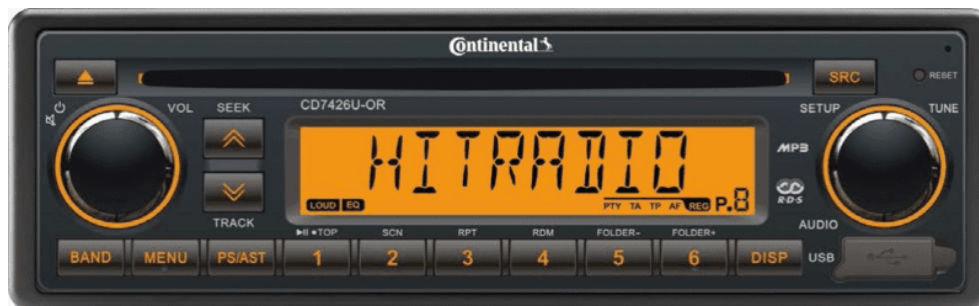 Continental
SRC
RESET
VOL SEEK CD7426U-OR SETUP TUNE
HITRADIO
MP3
LOUD EQ PTY TA TP AF REG P.8
R·D·S
TRACK AUDIO
▶II ■TOP SCN RPT RDM FOLDER- FOLDER+
BAND MENU PS/AST 1 2 3 4 5 6 DISP USB